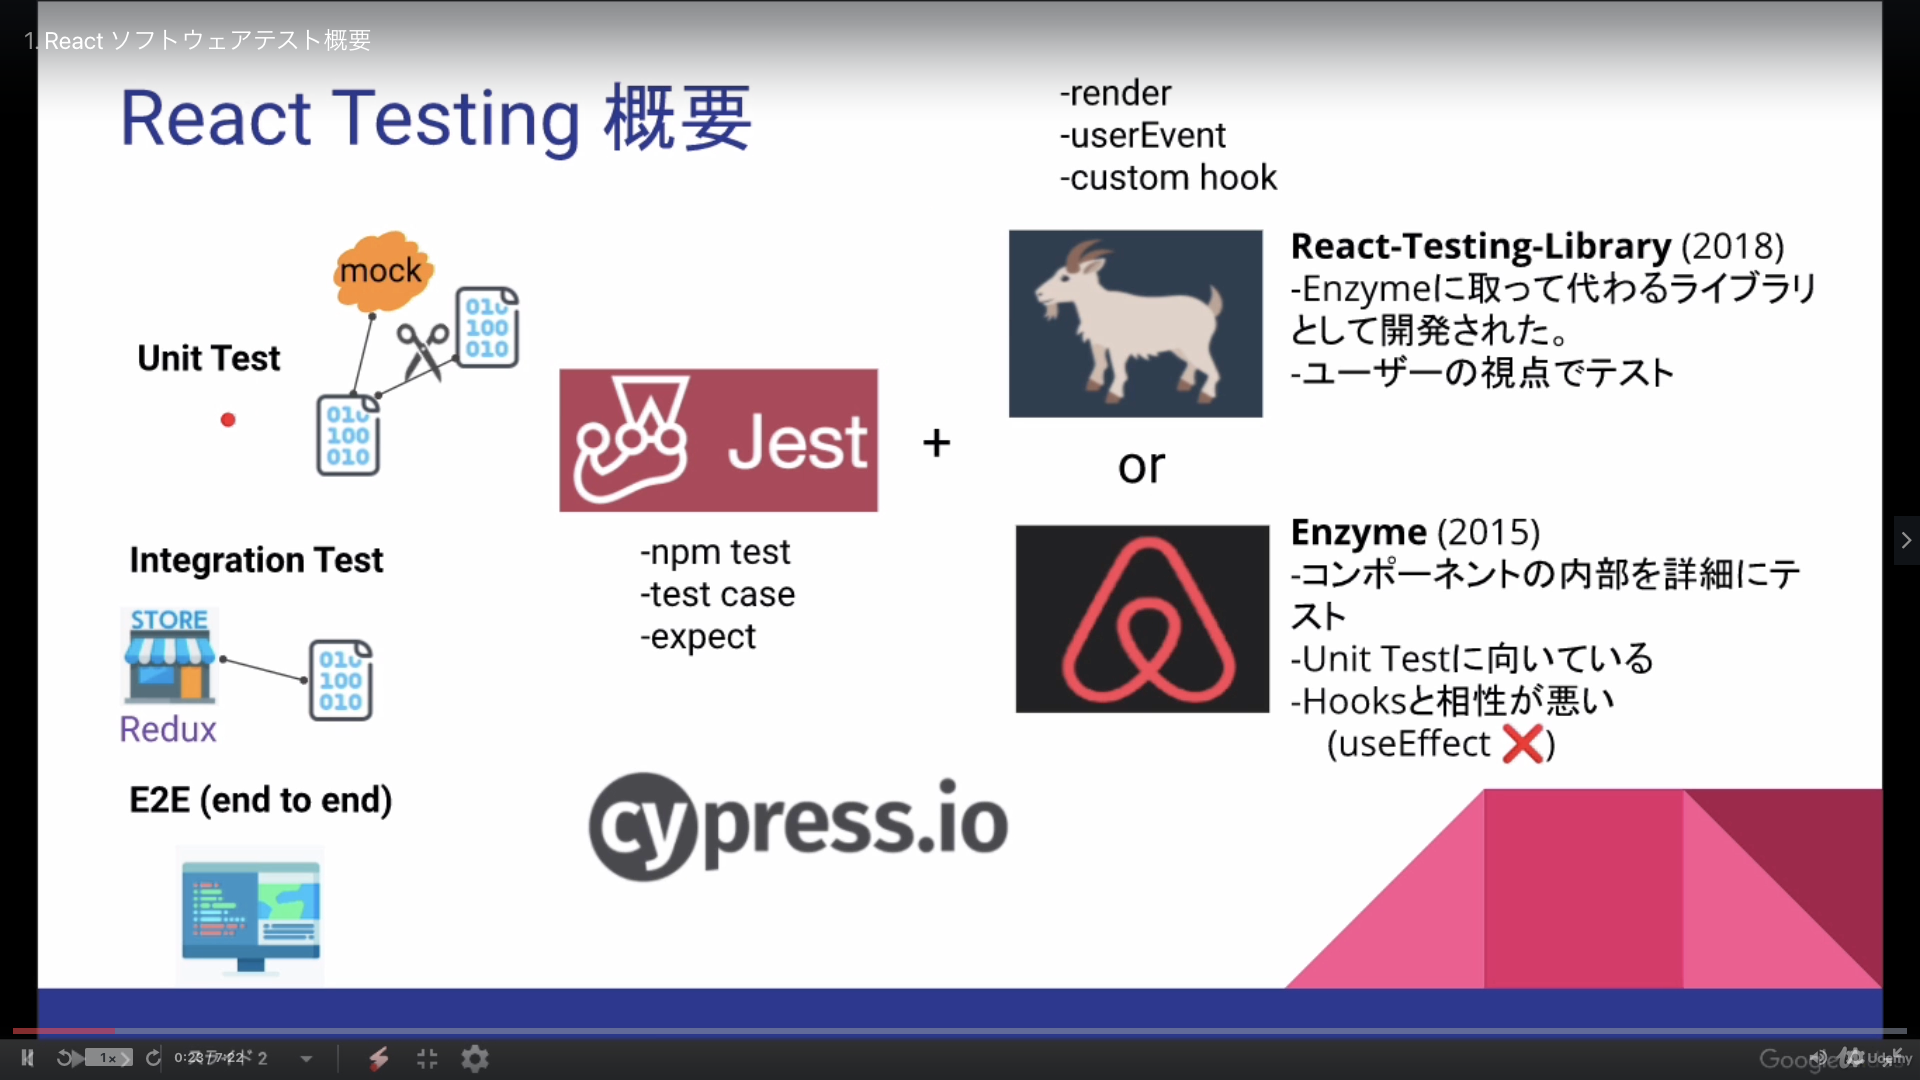 1. React ソフトウェアテスト概要
React Testing 概要
-render
-userEvent
-custom hook
mock
010
100
010
Unit Test
010
100
010
Jest
+
React-Testing-Library (2018)
-Enzymeに取って代わるライブラリ
として開発された。
-ユーザーの視点でテスト
or
Integration Test
STORE
Redux
010
100
010
-npm test
-test case
-expect
Enzyme (2015)
-コンポーネントの内部を詳細にテ
スト
-Unit Testに向いている
-Hooksと相性が悪い
(useEffect ❌)
E2E (end to end)
cypress.io
1x
0:23 / 7:22
2
Google
Udemy